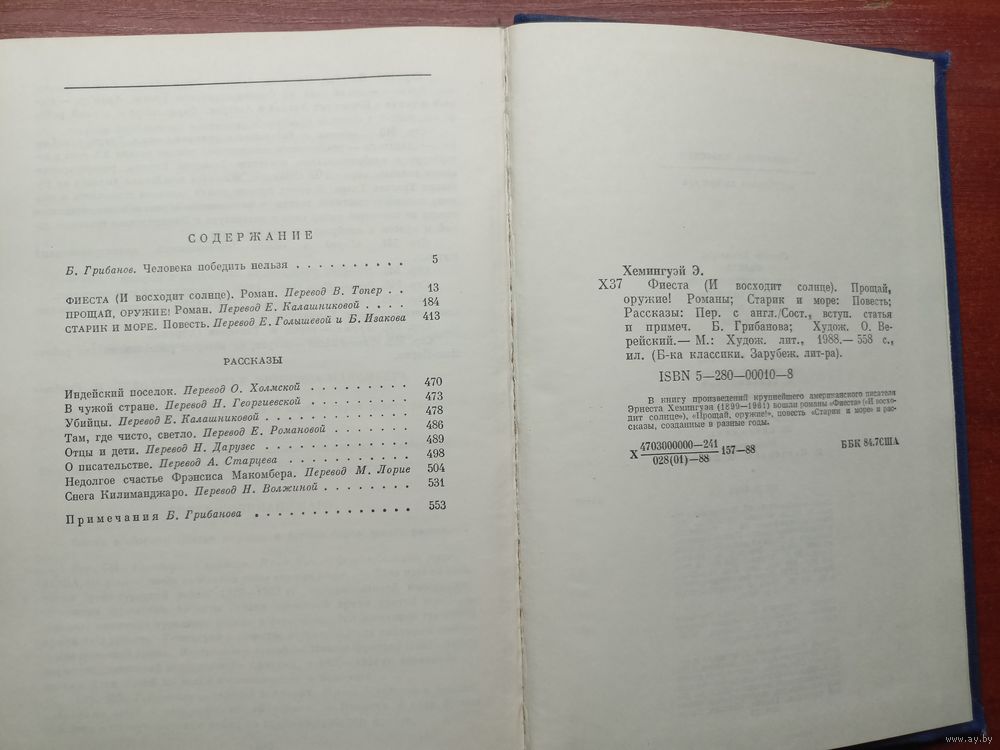 СОДЕРЖАНИЕ
Б. Грибанов. Человека победить нельзя . . . . . . . . . . 5
ФИЕСТА (И восходит солнце). Роман. Перевод В. Топер . . 13
ПРОЩАЙ, ОРУЖИЕ! Роман. Перевод Е. Калашниковой . . . . 184
СТАРИК И МОРЕ. Повесть. Перевод Е. Голышевой и Б. Изакова 413
РАССКАЗЫ
Индейский поселок. Перевод О. Холмской . . . . . . . . . 470
В чужой стране. Перевод Н. Георгиевской . . . . . . . . . 473
Убийцы. Перевод Е. Калашниковой . . . . . . . . . . . . 478
Там, где чисто, светло. Перевод Е. Романовой . . . . . . . 486
Отцы и дети. Перевод Н. Дарузес . . . . . . . . . . . . 489
О писательстве. Перевод А. Старцева . . . . . . . . . . 498
Недолгое счастье Фрэнсиса Макомбера. Перевод М. Лорие 504
Снега Килиманджаро. Перевод Н. Волжиной . . . . . . . . 531
Примечания Б. Грибанова . . . . . . . . . . . . . . 553
Хемингуэй Э.
Х37 Фиеста (И восходит солнце). Прощай,
оружие! Романы; Старик и море: Повесть;
Рассказы: Пер. с англ./Сост., вступ. статья
и примеч. Б. Грибанова; Худож. О. Ве-
рейский.— М.: Худож. лит., 1988.— 558 с.,
ил. (Б-ка классики. Зарубеж. лит-ра).
ISBN 5—280—00010—8
В книгу произведений крупнейшего американского писателя
Эрнеста Хемингуэя (1899—1961) вошли романы «Фиеста» («И восхо-
дит солнце»), «Прощай, оружие!», повесть «Старик и море» и рас-
сказы, созданные в разные годы.
Х 4703000000—241
028(01)—88
157—88
ББК 84.7США
www.ay.by